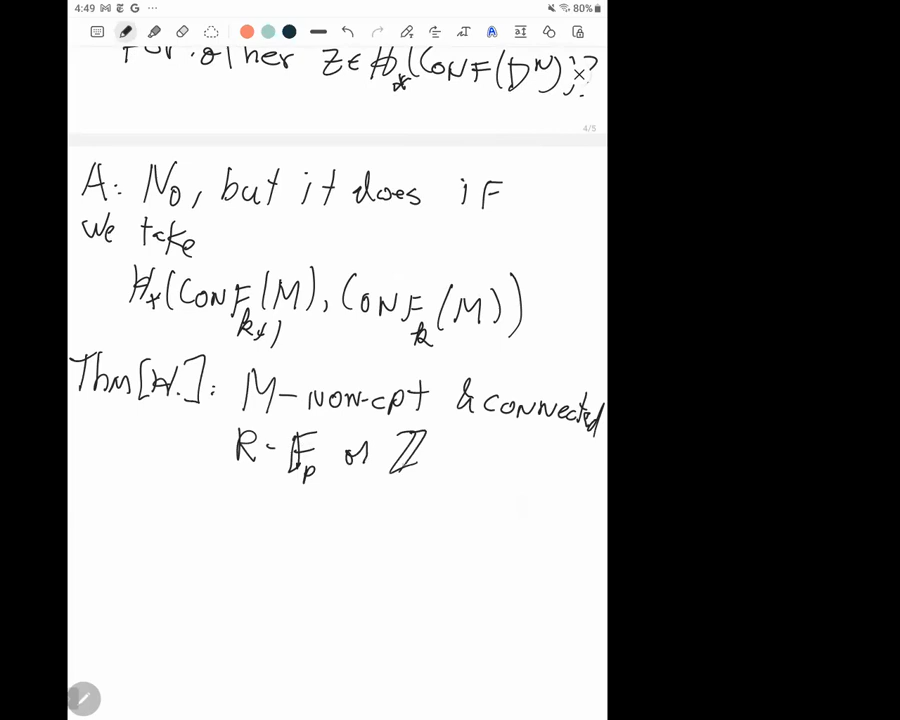 4:49
80%
For other Z ∈ H_*(CONF(D^N))?
4/5
A: No, but it does if
we take
H_*(CONF_{k+1}(M), CONF_k(M))
Thm[H.]: M - non-cpt & connected
R - F_p or Z